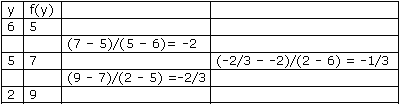 y f(y)
6 5
(7 – 5)/(5 – 6)= -2
5 7 (-2/3 – -2)/(2 – 6) = -1/3
(9 – 7)/(2 – 5) =-2/3
2 9